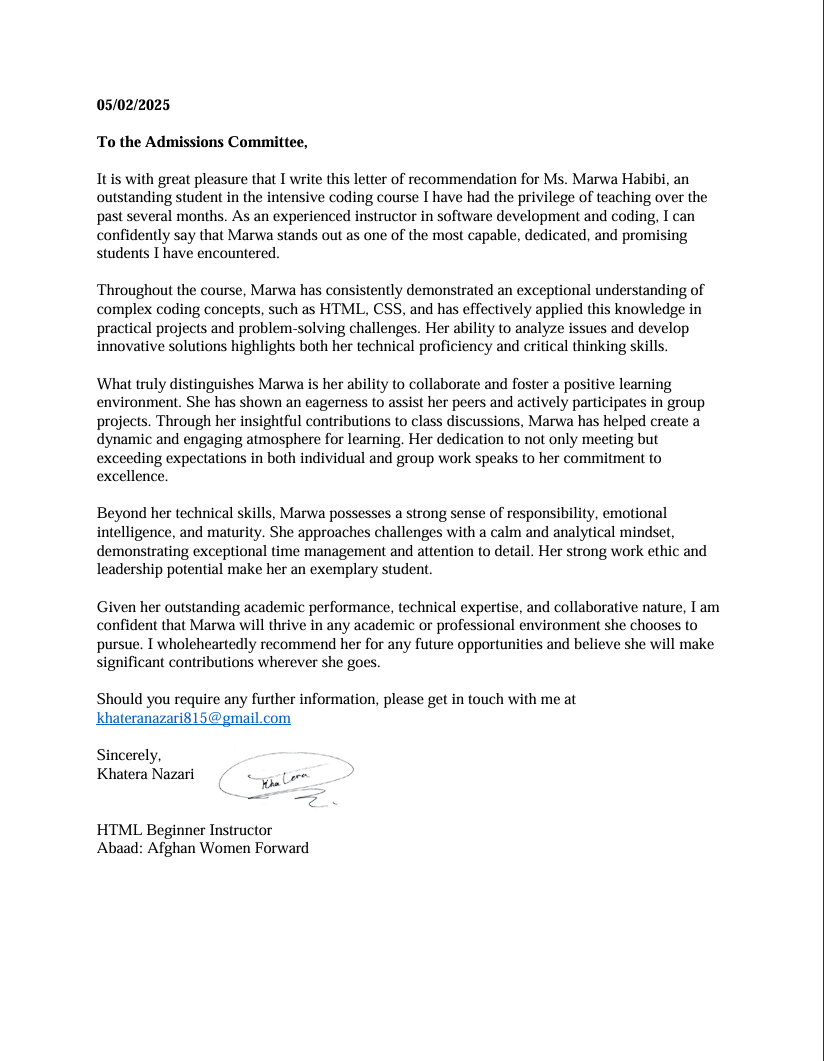 05/02/2025
To the Admissions Committee,
It is with great pleasure that I write this letter of recommendation for Ms. Marwa Habibi, an
outstanding student in the intensive coding course I have had the privilege of teaching over the
past several months. As an experienced instructor in software development and coding, I can
confidently say that Marwa stands out as one of the most capable, dedicated, and promising
students I have encountered.
Throughout the course, Marwa has consistently demonstrated an exceptional understanding of
complex coding concepts, such as HTML, CSS, and has effectively applied this knowledge in
practical projects and problem-solving challenges. Her ability to analyze issues and develop
innovative solutions highlights both her technical proficiency and critical thinking skills.
What truly distinguishes Marwa is her ability to collaborate and foster a positive learning
environment. She has shown an eagerness to assist her peers and actively participates in group
projects. Through her insightful contributions to class discussions, Marwa has helped create a
dynamic and engaging atmosphere for learning. Her dedication to not only meeting but
exceeding expectations in both individual and group work speaks to her commitment to
excellence.
Beyond her technical skills, Marwa possesses a strong sense of responsibility, emotional
intelligence, and maturity. She approaches challenges with a calm and analytical mindset,
demonstrating exceptional time management and attention to detail. Her strong work ethic and
leadership potential make her an exemplary student.
Given her outstanding academic performance, technical expertise, and collaborative nature, I am
confident that Marwa will thrive in any academic or professional environment she chooses to
pursue. I wholeheartedly recommend her for any future opportunities and believe she will make
significant contributions wherever she goes.
Should you require any further information, please get in touch with me at
khateranazari815@gmail.com
Sincerely,
Khatera Nazari
Khatera
HTML Beginner Instructor
Abaad: Afghan Women Forward